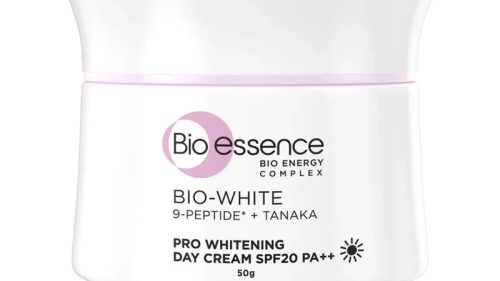 Bio essence
BIO ENERGY
COMPLEX
BIO-WHITE
9-PEPTIDE* + TANAKA
PRO WHITENING
DAY CREAM SPF20 PA++
50g